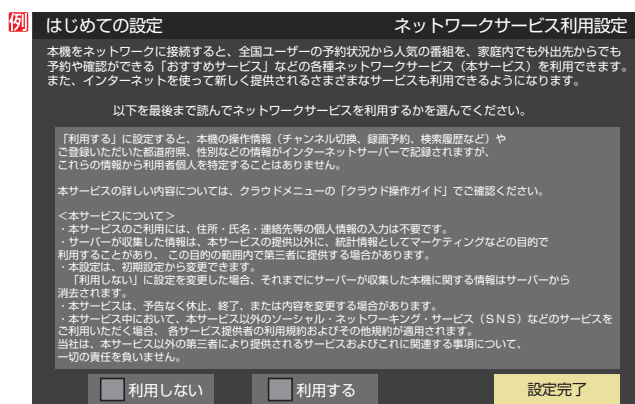 例
はじめての設定 ネットワークサービス利用設定
本機をネットワークに接続すると、全国ユーザーの予約状況から人気の番組を、家庭内でも外出先からでも
予約や確認ができる「おすすめサービス」などの各種ネットワークサービス（本サービス）を利用できます。
また、インターネットを使って新しく提供されるさまざまなサービスも利用できるようになります。
以下を最後まで読んでネットワークサービスを利用するかを選んでください。
「利用する」に設定すると、本機の操作情報（チャンネル切換、録画予約、検索履歴など）や
ご登録いただいた都道府県、性別などの情報がインターネットサーバーで記録されますが、
これらの情報から利用者個人を特定することはありません。
本サービスの詳しい内容については、クラウドメニューの「クラウド操作ガイド」でご確認ください。
＜本サービスについて＞
・本サービスのご利用には、住所・氏名・連絡先等の個人情報の入力は不要です。
・サーバーが収集した情報は、本サービスの提供以外に、統計情報としてマーケティングなどの目的で
利用することがあり、この目的の範囲内で第三者に提供する場合があります。
・本設定は、初期設定から変更できます。
「利用しない」に設定を変更した場合、それまでにサーバーが収集した本機に関する情報はサーバーから
消去されます。
・本サービスは、予告なく休止、終了、または内容を変更する場合があります。
・本サービス中において、本サービス以外のソーシャル・ネットワーキング・サービス（ＳＮＳ）などのサービスを
ご利用いただく場合、各サービス提供者の利用規約およびその他規約が適用されます。
当社は、本サービス以外の第三者により提供されるサービスおよびこれに関連する事項について、
一切の責任を負いません。
利用しない 利用する 設定完了